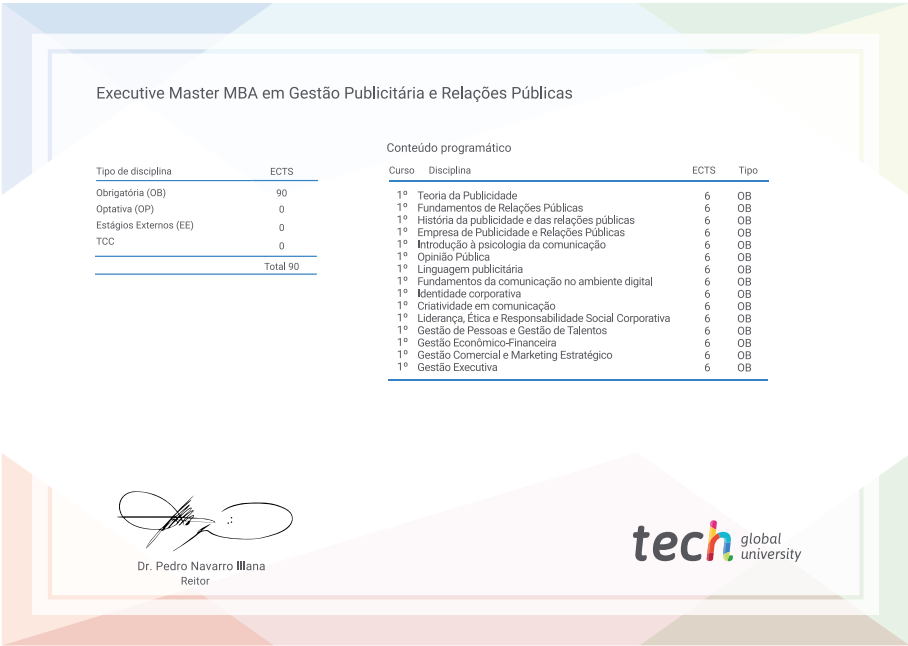 Executive Master MBA em Gestão Publicitária e Relações Públicas
Tipo de disciplina ECTS
Obrigatória (OB) 90
Optativa (OP) 0
Estágios Externos (EE) 0
TCC 0
Total 90
Conteúdo programático
Curso Disciplina ECTS Tipo
1º Teoria da Publicidade 6 OB
1º Fundamentos de Relações Públicas 6 OB
1º História da publicidade e das relações públicas 6 OB
1º Empresa de Publicidade e Relações Públicas 6 OB
1º Introdução à psicologia da comunicação 6 OB
1º Opinião Pública 6 OB
1º Linguagem publicitária 6 OB
1º Fundamentos da comunicação no ambiente digital 6 OB
1º Identidade corporativa 6 OB
1º Criatividade em comunicação 6 OB
1º Liderança, Ética e Responsabilidade Social Corporativa 6 OB
1º Gestão de Pessoas e Gestão de Talentos 6 OB
1º Gestão Econômico-Financeira 6 OB
1º Gestão Comercial e Marketing Estratégico 6 OB
1º Gestão Executiva 6 OB
Dr. Pedro Navarro Illana
Reitor
tech global university